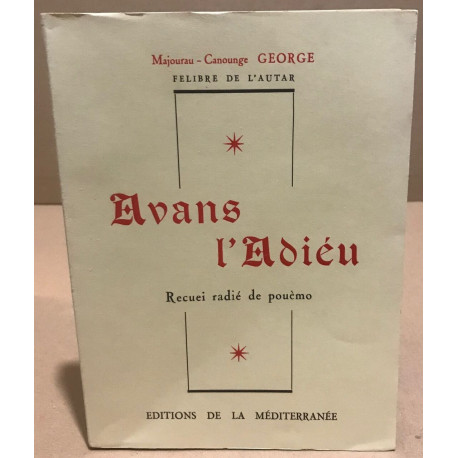 Majourau - Canounge GEORGE
FELIBRE DE L'AUTAR
Avans
l'Adiéu
Recuei radié de pouèmo
EDITIONS DE LA MÉDITERRANÉE